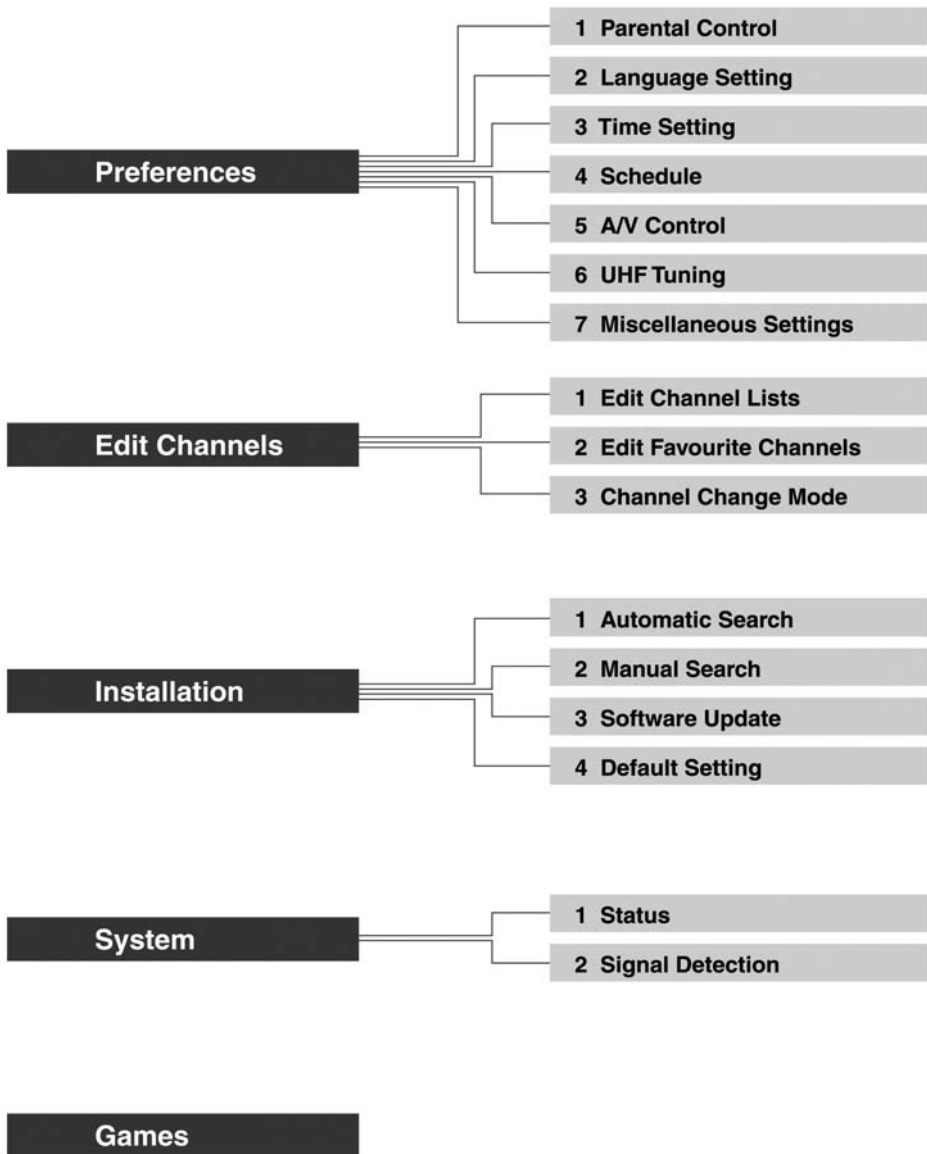 Preferences
1 Parental Control
2 Language Setting
3 Time Setting
4 Schedule
5 A/V Control
6 UHF Tuning
7 Miscellaneous Settings
Edit Channels
1 Edit Channel Lists
2 Edit Favourite Channels
3 Channel Change Mode
Installation
1 Automatic Search
2 Manual Search
3 Software Update
4 Default Setting
System
1 Status
2 Signal Detection
Games